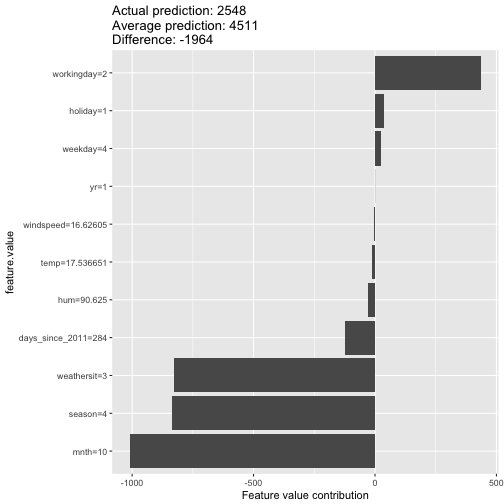 Actual prediction: 2548
Average prediction: 4511
Difference: -1964
workingday=2
holiday=1
weekday=4
yr=1
windspeed=16.62605
temp=17.536651
hum=90.625
days_since_2011=284
weathersit=3
season=4
mnth=10
feature.value
-1000
-500
0
500
Feature value contribution